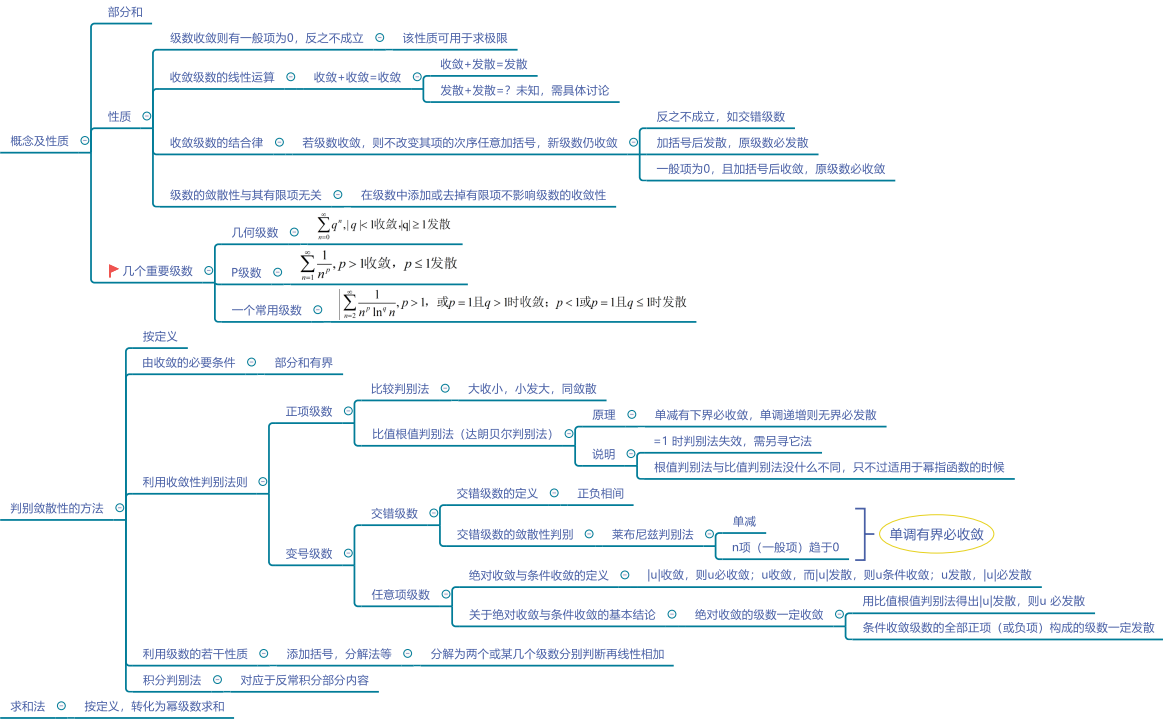 部分和
级数收敛则有一般项为0，反之不成立 该性质可用于求极限
收敛级数的线性运算 收敛+收敛=收敛
收敛+发散=发散
发散+发散=？未知，需具体讨论
概念及性质
性质
收敛级数的结合律 若级数收敛，则不改变其项的次序任意加括号，新级数仍收敛
反之不成立，如交错级数
加括号后发散，原级数必发散
一般项为0，且加括号后收敛，原级数必收敛
级数的敛散性与其有限项无关 在级数中添加或去掉有限项不影响级数的收敛性
几个重要级数
几何级数 \sum_{n=0}^{\infty} q^n, |q|<1收敛,|q|≥1发散
P级数 \sum_{n=1}^{\infty} \frac{1}{n^p}, p>1收敛，p≤1发散
一个常用级数 \sum_{n=2}^{\infty} \frac{1}{n^p \ln^q n}, p>1，或p=1且q>1时收敛；p<1或p=1且q≤1时发散
判别敛散性的方法
按定义
由收敛的必要条件 部分和有界
利用收敛性判别法则
正项级数
比较判别法 大收小，小发大，同敛散
比值根值判别法（达朗贝尔判别法）
原理 单减有下界必收敛，单调递增则无界必发散
说明
=1 时判别法失效，需另寻它法
根值判别法与比值判别法没什么不同，只不过适用于幂指函数的时候
变号级数
交错级数
交错级数的定义 正负相间
交错级数的敛散性判别 莱布尼兹判别法
单减
n项（一般项）趋于0
单调有界必收敛
任意项级数
绝对收敛与条件收敛的定义 |u|收敛，则u必收敛；u收敛，而|u|发散，则u条件收敛；u发散，|u|必发散
关于绝对收敛与条件收敛的基本结论 绝对收敛的级数一定收敛
用比值根值判别法得出|u|发散，则u 必发散
条件收敛级数的全部正项（或负项）构成的级数一定发散
利用级数的若干性质 添加括号，分解法等 分解为两个或某几个级数分别判断再线性相加
积分判别法 对应于反常积分部分内容
求和法 按定义，转化为幂级数求和